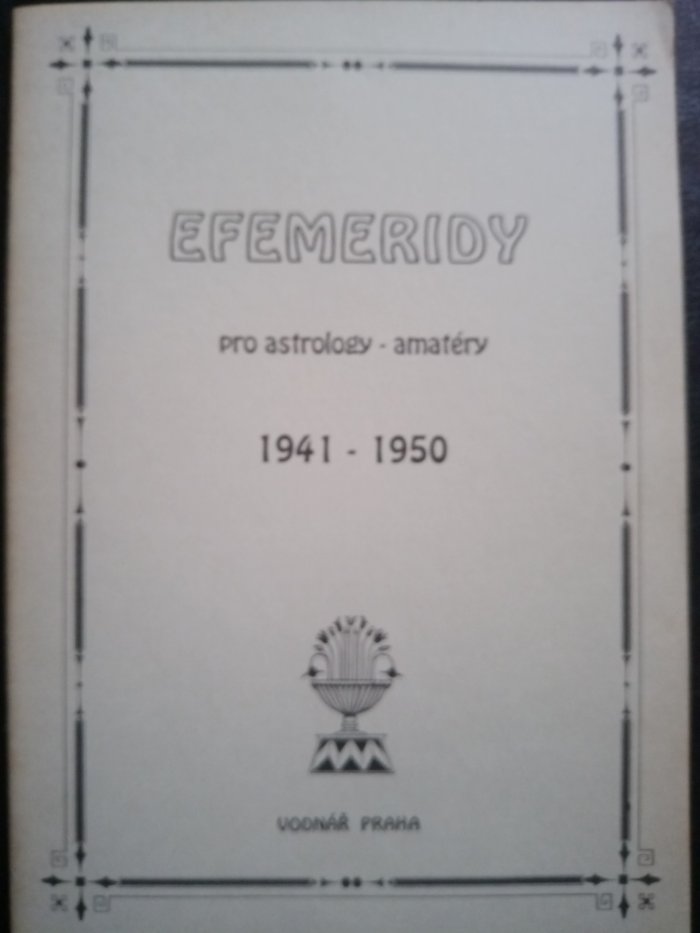 EFEMERIDY
pro astrology - amatéry
1941 - 1950
VODNÁŘ PRAHA